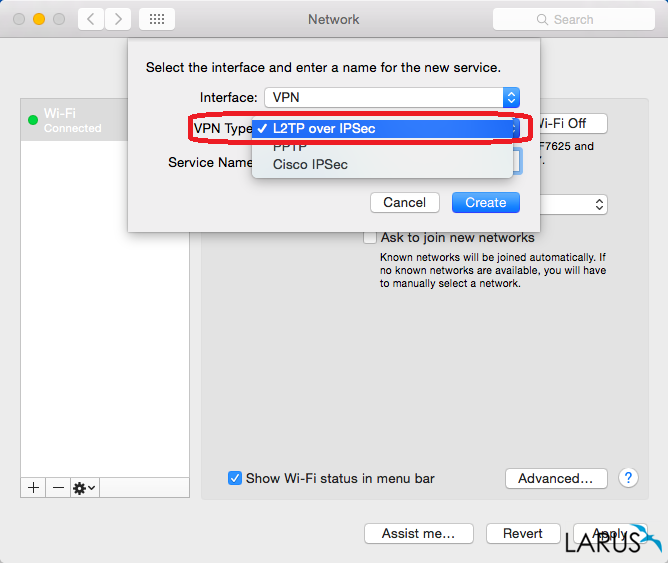 Network
Search
Select the interface and enter a name for the new service.
Interface: VPN
Wi-Fi
Connected
VPN Type
L2TP over IPSec
Wi-Fi Off
PPTP
F7625 and
Service Name
Cisco IPSec
Cancel
Create
Ask to join new networks
Known networks will be joined automatically. If
no known networks are available, you will have
to manually select a network.
Show Wi-Fi status in menu bar
Advanced...
?
Assist me...
Revert
Apply
LARUS